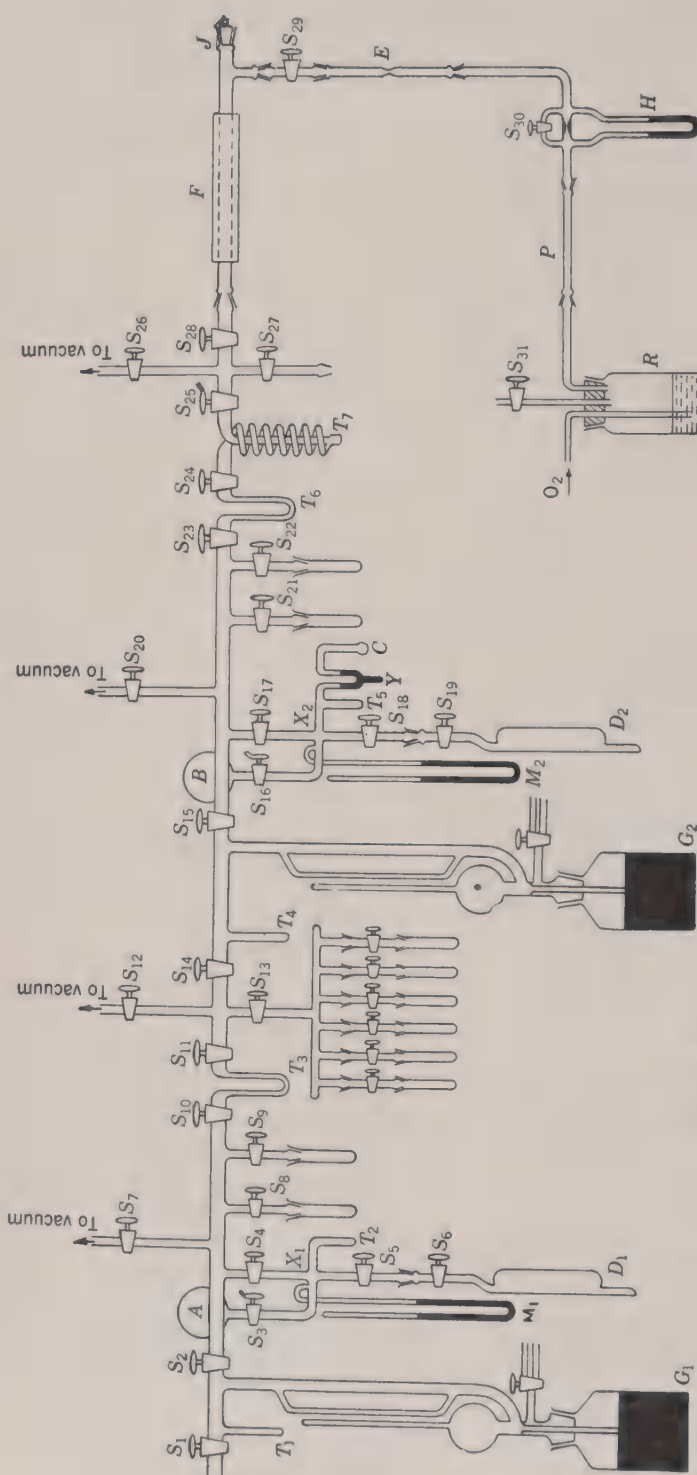 J
S29
E
S30
H
F
P
S31
R
O2
To vacuum
S26
S28
S27
S25
T7
S24
T6
S23
S22
S21
To vacuum
S20
C
Y
S17
X2
T5
S18
S19
D2
B
S16
M2
S15
G2
T4
S14
To vacuum
S12
S13
S11
T3
S10
S9
S8
To vacuum
S7
S4
X1
T2
S5
S6
D1
A
S3
M1
S2
G1
S1
T1